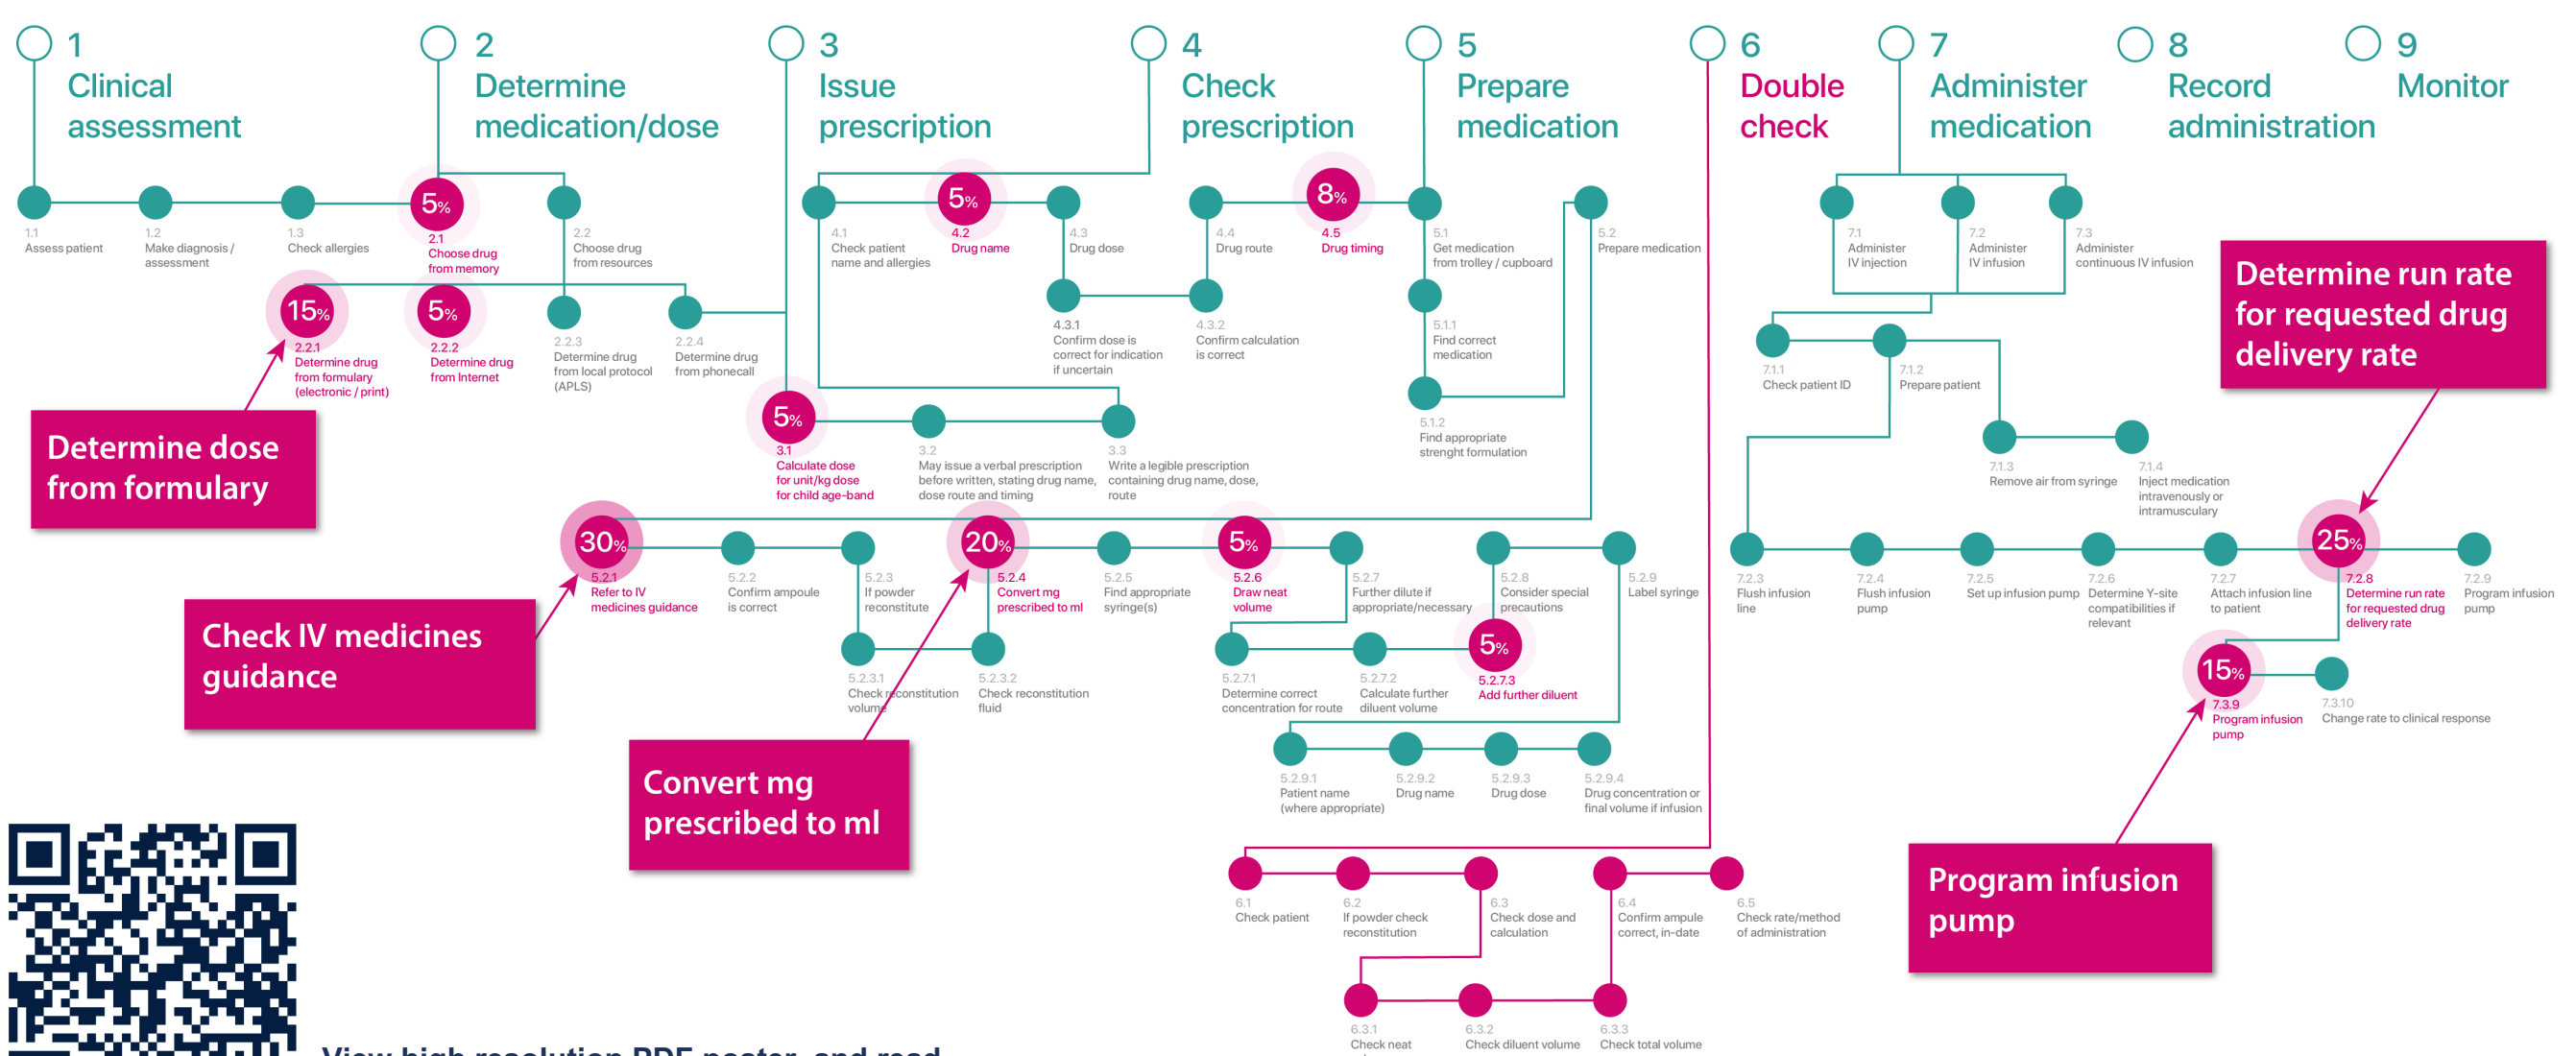 1
Clinical
assessment
2
Determine
medication/dose
3
Issue
prescription
4
Check
prescription
5
Prepare
medication
6
Double
check
7
Administer
medication
8
Record
administration
9
Monitor
1.1
Assess patient
1.2
Make diagnosis /
assessment
1.3
Check allergies
5%
2.1
Choose drug
from memory
2.2
Choose drug
from resources
15%
2.2.1
Determine drug
from formulary
(electronic / print)
5%
2.2.2
Determine drug
from Internet
2.2.3
Determine drug
from local protocol
(APLS)
2.2.4
Determine drug
from phonecall
Determine dose
from formulary
5%
3.1
Calculate dose
for unit/kg dose
for child age-band
3.2
May issue a verbal prescription
before written, stating drug name,
dose route and timing
3.3
Write a legible prescription
containing drug name, dose,
route
4.1
Check patient
name and allergies
5%
4.2
Drug name
4.3
Drug dose
4.3.1
Confirm dose is
correct for indication
if uncertain
4.3.2
Confirm calculation
is correct
4.4
Drug route
8%
4.5
Drug timing
5.1
Get medication
from trolley / cupboard
5.1.1
Find correct
medication
5.1.2
Find appropriate
strenght formulation
5.2
Prepare medication
30%
5.2.1
Refer to IV
medicines guidance
5.2.2
Confirm ampoule
is correct
5.2.3
If powder
reconstitute
5.2.3.1
Check reconstitution
volume
5.2.3.2
Check reconstitution
fluid
20%
5.2.4
Convert mg
prescribed to ml
5.2.5
Find appropriate
syringe(s)
5%
5.2.6
Draw neat
volume
5.2.7
Further dilute if
appropriate/necessary
5.2.7.1
Determine correct
concentration for route
5.2.7.2
Calculate further
diluent volume
5%
5.2.7.3
Add further diluent
5.2.8
Consider special
precautions
5.2.9
Label syringe
5.2.9.1
Patient name
(where appropriate)
5.2.9.2
Drug name
5.2.9.3
Drug dose
5.2.9.4
Drug concentration or
final volume if infusion
Check IV medicines
guidance
Convert mg
prescribed to ml
6.1
Check patient
6.2
If powder check
reconstitution
6.3
Check dose and
calculation
6.4
Confirm ampule
correct, in-date
6.5
Check rate/method
of administration
6.3.1
Check neat
6.3.2
Check diluent volume
6.3.3
Check total volume
7.1
Administer
IV injection
7.2
Administer
IV infusion
7.3
Administer
continuous IV infusion
7.1.1
Check patient ID
7.1.2
Prepare patient
7.1.3
Remove air from syringe
7.1.4
Inject medication
intravenously or
intramusculary
7.2.3
Flush infusion
line
7.2.4
Flush infusion
pump
7.2.5
Set up infusion pump
7.2.6
Determine Y-site
compatibilities if
relevant
7.2.7
Attach infusion line
to patient
25%
7.2.8
Determine run rate
for requested drug
delivery rate
7.2.9
Program infusion
pump
15%
7.3.9
Program infusion
pump
7.3.10
Change rate to clinical response
Determine run rate
for requested drug
delivery rate
Program infusion
pump
View high resolution PDF poster, and read